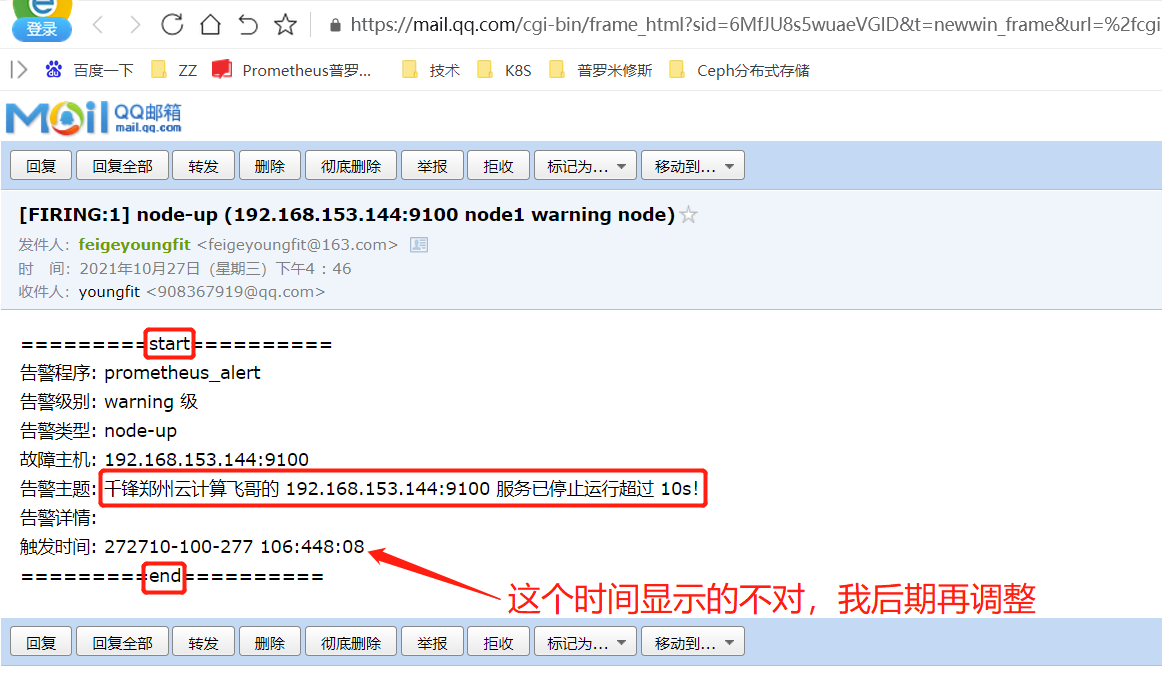 登录
https://mail.qq.com/cgi-bin/frame_html?sid=6MfJU8s5wuaeVGID&t=newwin_frame&url=%2fcgi
百度一下 ZZ Prometheus普罗... 技术 K8S 普罗米修斯 Ceph分布式存储
Mail QQ邮箱
mail.qq.com
回复 回复全部 转发 删除 彻底删除 举报 拒收 标记为... 移动到...
[FIRING:1] node-up (192.168.153.144:9100 node1 warning node)
发件人: feigeyoungfit <feigeyoungfit@163.com>
时 间: 2021年10月27日 (星期三) 下午4:46
收件人: youngfit <908367919@qq.com>
=========start==========
告警程序: prometheus_alert
告警级别: warning 级
告警类型: node-up
故障主机: 192.168.153.144:9100
告警主题: 千锋郑州云计算飞哥的 192.168.153.144:9100 服务已停止运行超过 10s!
告警详情:
触发时间: 272710-100-277 106:448:08
=========end==========
这个时间显示的不对，我后期再调整
回复 回复全部 转发 删除 彻底删除 举报 拒收 标记为... 移动到...